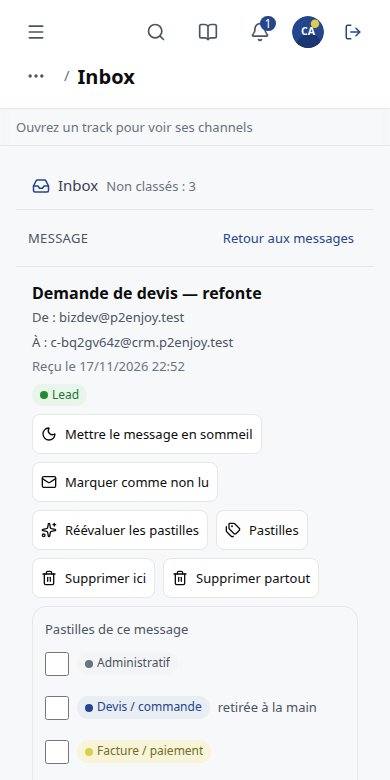 1
CA
/ Inbox
Ouvrez un track pour voir ses channels
Inbox Non classés : 3
MESSAGE Retour aux messages
Demande de devis — refonte
De : bizdev@p2enjoy.test
À : c-bq2gv64z@crm.p2enjoy.test
Reçu le 17/11/2026 22:52
Lead
Mettre le message en sommeil
Marquer comme non lu
Réévaluer les pastilles Pastilles
Supprimer ici Supprimer partout
Pastilles de ce message
Administratif
Devis / commande retirée à la main
Facture / paiement